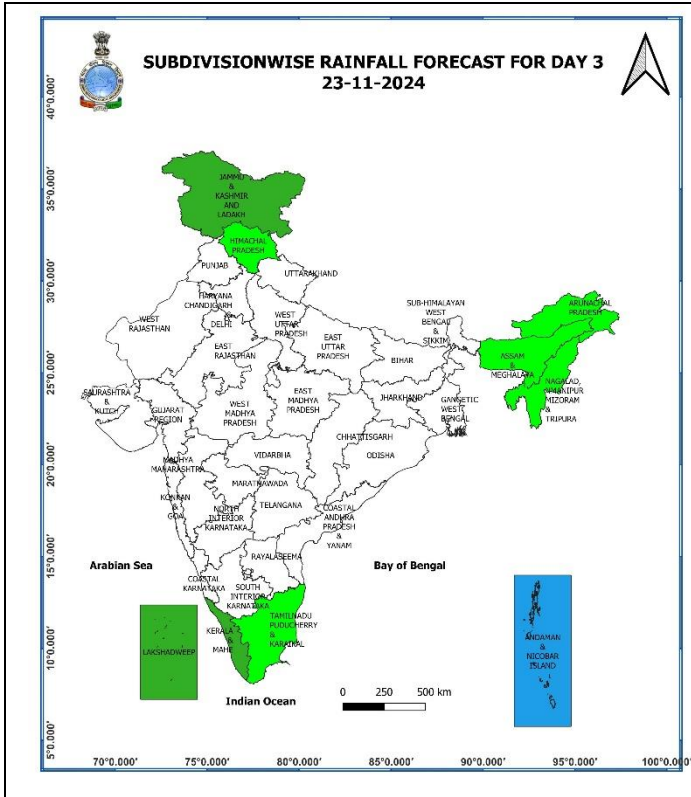 SUBDIVISIONWISE RAINFALL FORECAST FOR DAY 3
23-11-2024
40°0.000'
35°0.000'
30°0.000'
25°0.000'
20°0.000'
15°0.000'
10°0.000'
5°0.000'
JAMMU
&
KASHMIR
AND
LADAKH
HIMACHAL
PRADESH
PUNJAB
UTTARAKHAND
HARYANA
CHANDIGARH
&
DELHI
WEST
RAJASTHAN
WEST
UTTAR
PRADESH
EAST
RAJASTHAN
EAST
UTTAR
PRADESH
SUB-HIMALAYAN
WEST
BENGAL
&
SIKKIM
ARUNACHAL
PRADESH
ASSAM
&
MEGHALAYA
NAGALAD,
MANIPUR
MIZORAM
&
TRIPURA
BIHAR
SAURASHTRA
&
KUTCH
GUJARAT
REGION
WEST
MADHYA
PRADESH
EAST
MADHYA
PRADESH
JHARKHAND
GANGETIC
WEST
BENGAL
CHHATTISGARH
ODISHA
VIDARBHA
MADHYA
MAHARASHTRA
MARATHAWADA
KONKAN
&
GOA
NORTH
INTERIOR
KARNATAKA
TELANGANA
COASTAL
ANDHRA
PRADESH
&
YANAM
RAYALASEEMA
Arabian Sea
Bay of Bengal
COASTAL
KARNATAKA
SOUTH
INTERIOR
KARNATAKA
TAMILNADU
PUDUCHERRY
&
KARAIKAL
KERALA
&
MAHE
LAKSHADWEEP
ANDAMAN
&
NICOBAR
ISLAND
Indian Ocean
0 250 500 km
70°0.000' 75°0.000' 80°0.000' 85°0.000' 90°0.000' 95°0.000' 100°0.000'